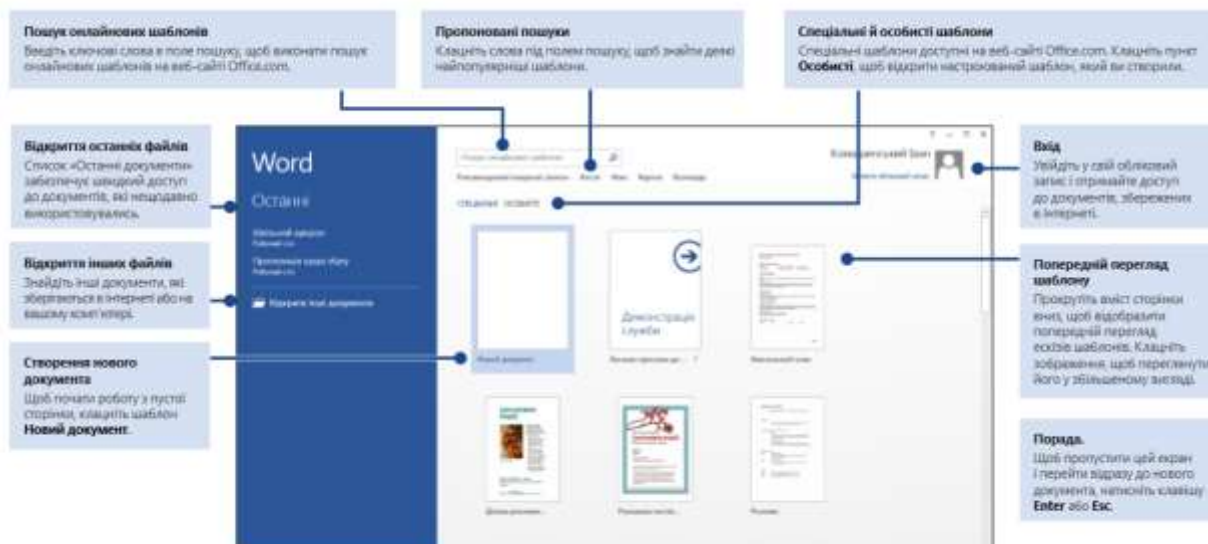 Пошук онлайнових шаблонів
Введіть ключові слова в поле пошуку, щоб виконати пошук
онлайнових шаблонів на веб-сайті Office.com.
Пропоновані пошуки
Клацніть слова під полем пошуку, щоб знайти деякі
найпопулярніші шаблони.
Спеціальні й особисті шаблони
Спеціальні шаблони доступні на веб-сайті Office.com. Клацніть пункт
Особисті, щоб відкрити настроюваний шаблон, який ви створили.
Відкриття останніх файлів
Список «Останні документи»
забезпечує швидкий доступ
до документів, які нещодавно
використовувались.
Відкриття інших файлів
Знайдіть інші документи, які
зберігаються в Інтернеті або на
вашому комп'ютері.
Створення нового
документа
Щоб почати роботу з пустої
сторінки, клацніть шаблон
Новий документ.
Word
Останні
Відкрити інші документи
СПЕЦІАЛЬНІ ОСОБИСТІ
Демонстрація
служби
Новий документ
Вхід
Увійдіть у свій обліковий
запис і отримайте доступ
до документів, збережених
в Інтернеті.
Попередній перегляд
шаблону
Прокрутіть вміст сторінки
вниз, щоб відобразити
попередній перегляд
ескізів шаблонів. Клацніть
зображення, щоб переглянути
його у збільшеному вигляді.
Порада.
Щоб пропустити цей екран
і перейти відразу до нового
документа, натисніть клавішу
Enter або Esc.